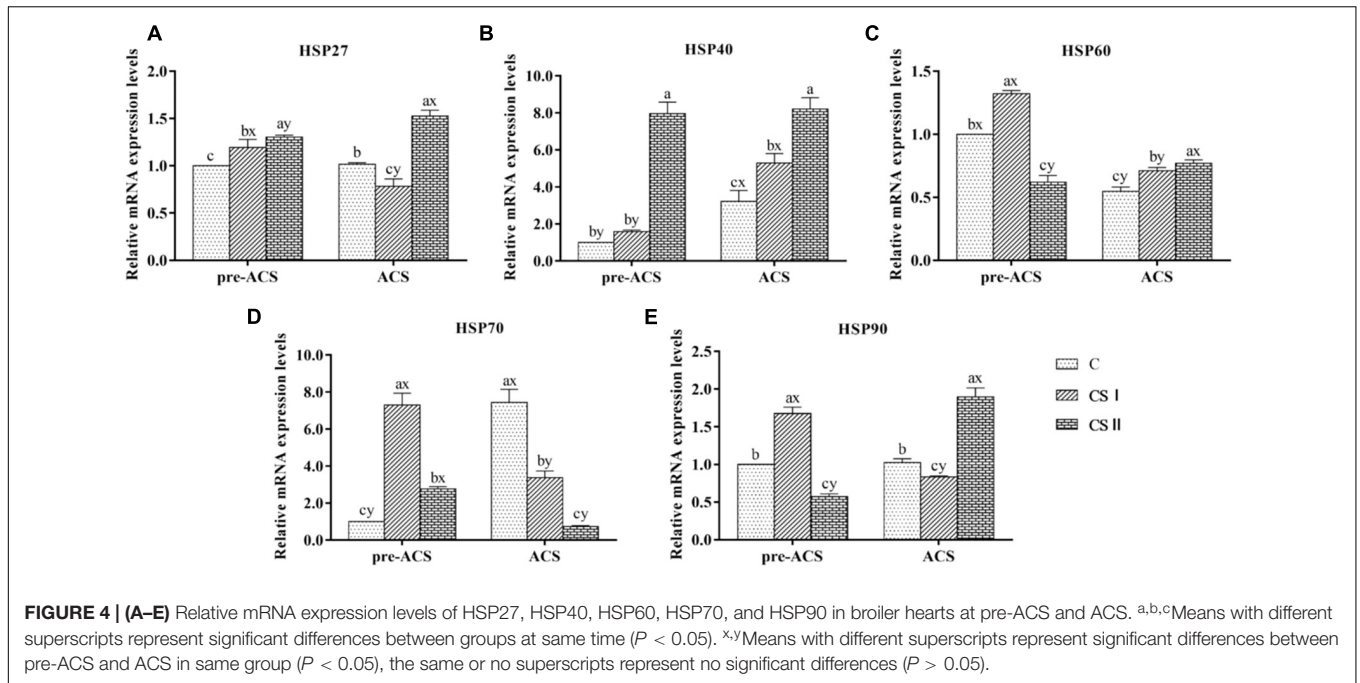 A
HSP27
Relative mRNA expression levels
2.0
1.5
1.0
0.5
0.0
c
bx
ay
b
cy
ax
pre-ACS
ACS
B
HSP40
Relative mRNA expression levels
10.0
8.0
6.0
4.0
2.0
0.0
by
by
a
cx
bx
a
pre-ACS
ACS
C
HSP60
Relative mRNA expression levels
1.5
1.0
0.5
0.0
bx
ax
cy
cy
by
ax
pre-ACS
ACS
D
HSP70
Relative mRNA expression levels
10.0
8.0
6.0
4.0
2.0
0.0
cy
ax
bx
ax
by
cy
pre-ACS
ACS
E
HSP90
Relative mRNA expression levels
2.5
2.0
1.5
1.0
0.5
0.0
b
ax
cy
b
cy
ax
pre-ACS
ACS
C
CS I
CS II
FIGURE 4 | (A–E) Relative mRNA expression levels of HSP27, HSP40, HSP60, HSP70, and HSP90 in broiler hearts at pre-ACS and ACS. a,b,cMeans with different
superscripts represent significant differences between groups at same time (P < 0.05). x,yMeans with different superscripts represent significant differences between
pre-ACS and ACS in same group (P < 0.05), the same or no superscripts represent no significant differences (P > 0.05).